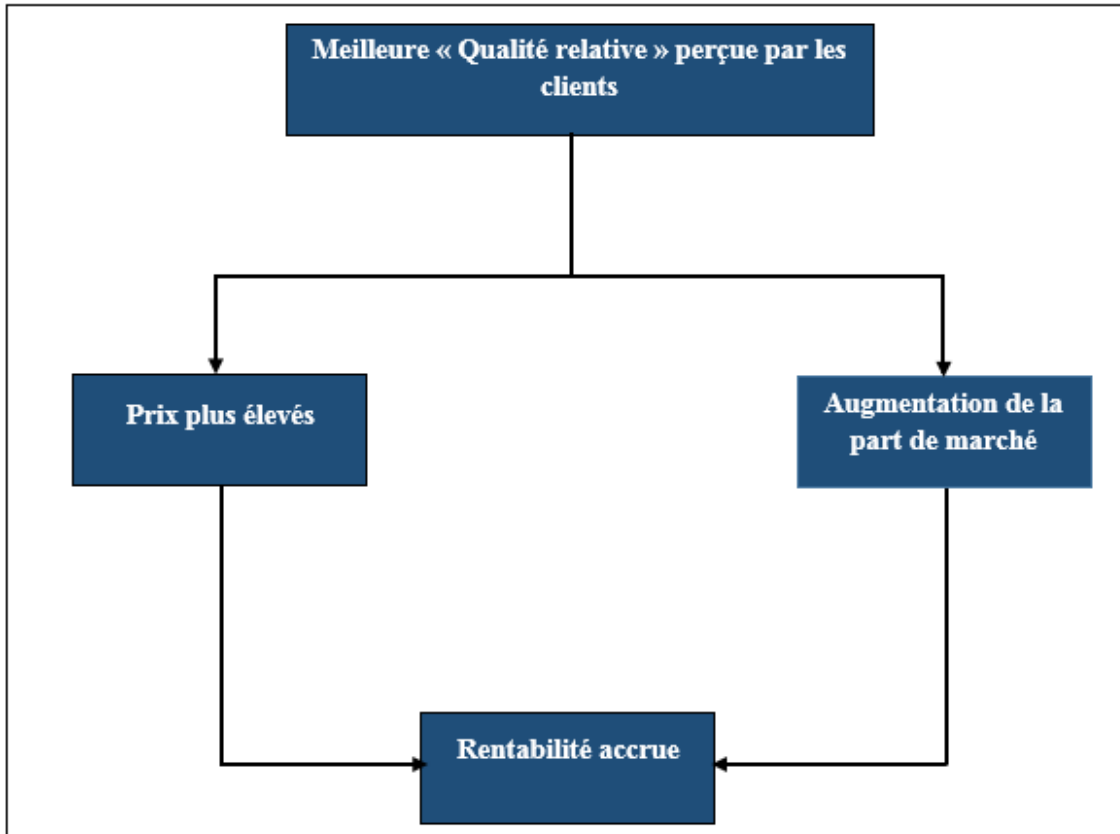 Meilleure « Qualité relative » perçue par les
clients
Prix plus élevés
Augmentation de la
part de marché
Rentabilité accrue